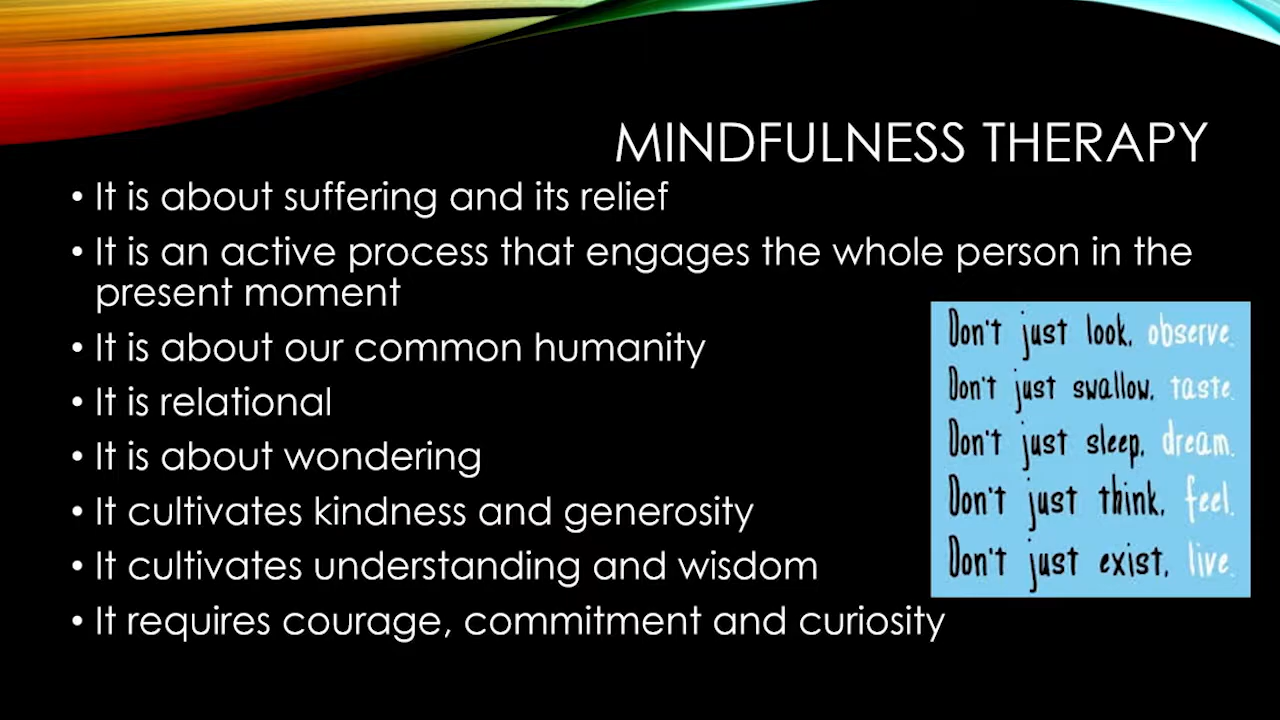 MINDFULNESS THERAPY
• It is about suffering and its relief
• It is an active process that engages the whole person in the
present moment
• It is about our common humanity
• It is relational
• It is about wondering
• It cultivates kindness and generosity
• It cultivates understanding and wisdom
• It requires courage, commitment and curiosity
Don't just look, observe.
Don't just swallow, taste.
Don't just sleep, dream.
Don't just think, feel.
Don't just exist, live.